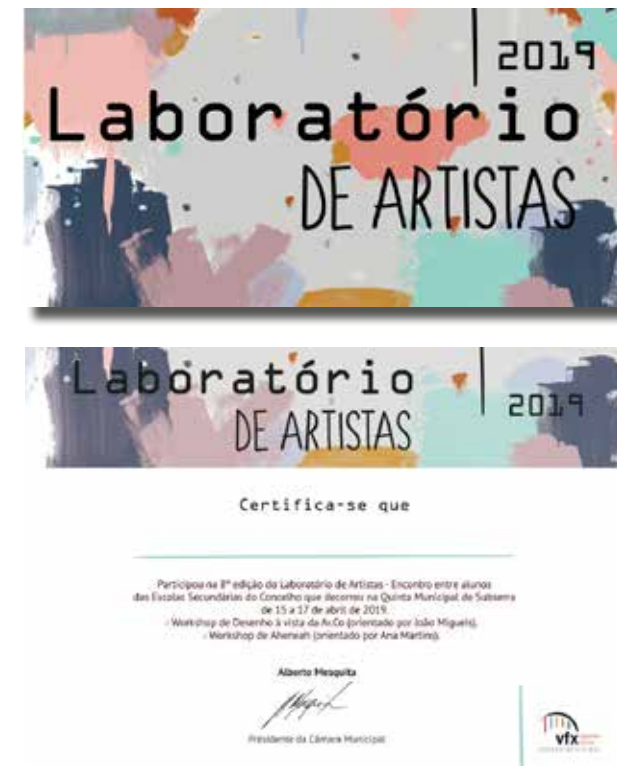 2019
Laboratório
DE ARTISTAS
Laboratório
2019
DE ARTISTAS
Certifica-se que
Participou na 8ª edição do Laboratório de Artistas - Encontro entre alunos
das Escolas Secundárias do Concelho que decorreu na Quinta Municipal de Subserra
de 15 a 17 de abril de 2019.
- Workshop de Desenho à vista da Ar.Co (orientado por João Miguéis).
- Workshop de (orientado por Ana Martins).
Alberto Mesquita
Presidente da Câmara Municipal
vfx